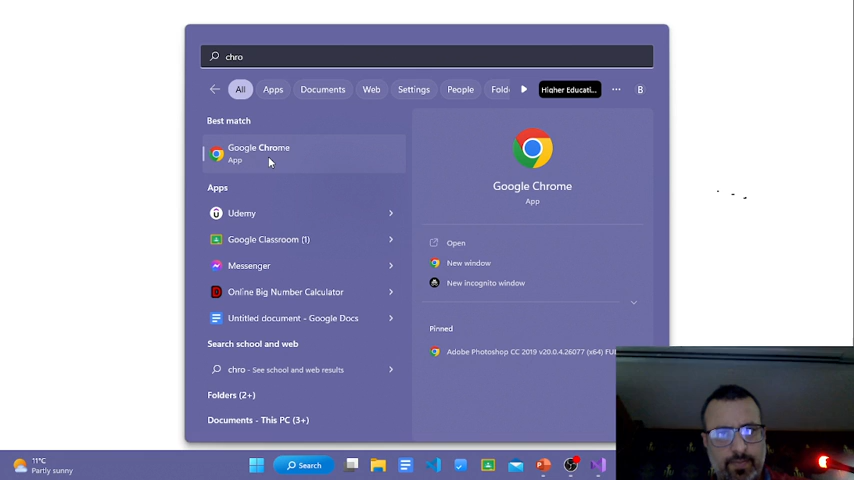 chro
All Apps Documents Web Settings People Fold Higher Educati... ... B
Best match
Google Chrome
App
Apps
Udemy
Google Classroom (1)
Messenger
Online Big Number Calculator
Untitled document - Google Docs
Search school and web
chro - See school and web results
Folders (2+)
Documents - This PC (3+)
Google Chrome
App
Open
New window
New incognito window
Pinned
Adobe Photoshop CC 2019 v20.0.4.26077 (x64) FUL
11°C
Partly sunny
Search